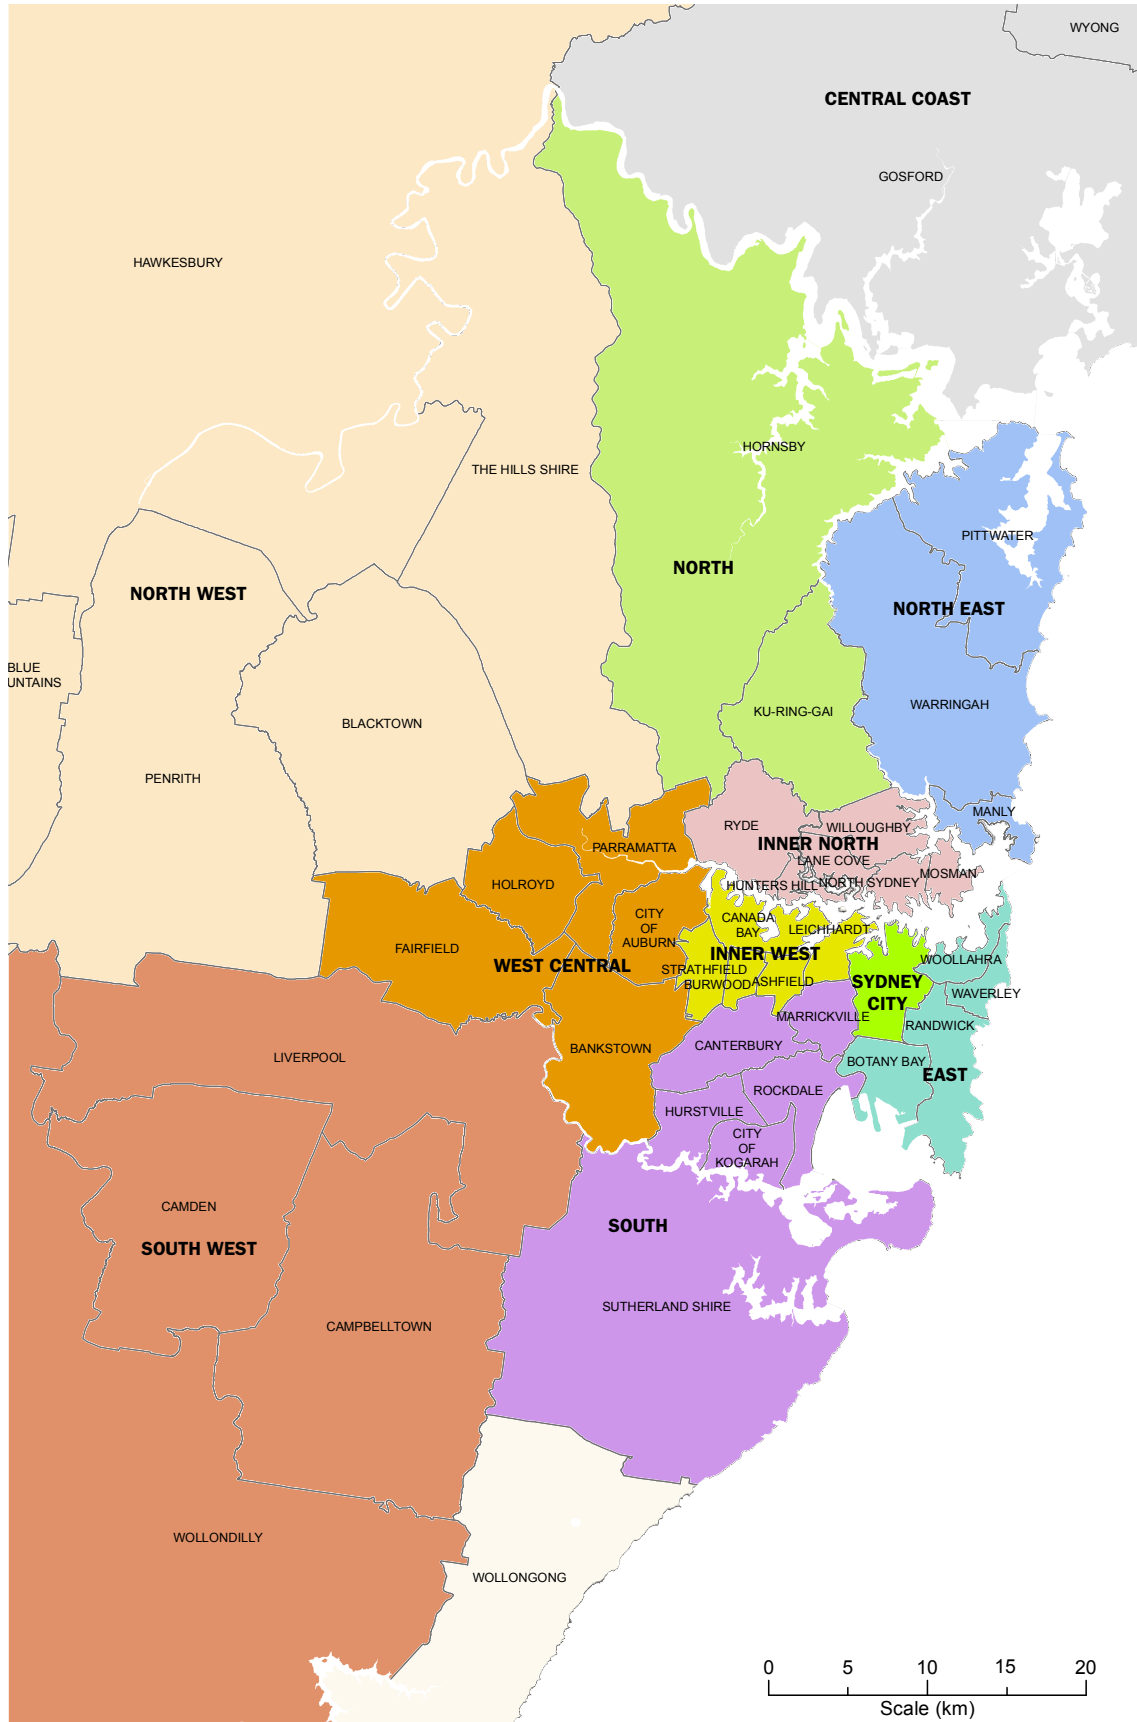 WYONG
CENTRAL COAST
GOSFORD
HAWKESBURY
HORNSBY
THE HILLS SHIRE
PITTWATER
NORTH
NORTH WEST
NORTH EAST
BLUE
UNTAINS
WARRINGAH
KU-RING-GAI
BLACKTOWN
PENRITH
MANLY
RYDE
WILLOUGHBY
INNER NORTH
PARRAMATTA
LANE COVE
MOSMAN
HOLROYD
HUNTERS HILL
NORTH SYDNEY
CITY
OF
AUBURN
CANADA
BAY
LEICHHARDT
FAIRFIELD
INNER WEST
WEST CENTRAL
WOOLLAHRA
STRATHFIELD
BURWOOD
ASHFIELD
SYDNEY
CITY
WAVERLEY
MARRICKVILLE
RANDWICK
CANTERBURY
BANKSTOWN
LIVERPOOL
BOTANY BAY
EAST
ROCKDALE
HURSTVILLE
CITY
OF
KOGARAH
CAMDEN
SOUTH
SOUTH WEST
SUTHERLAND SHIRE
CAMPBELLTOWN
WOLLONDILLY
WOLLONGONG
0 5 10 15 20
Scale (km)